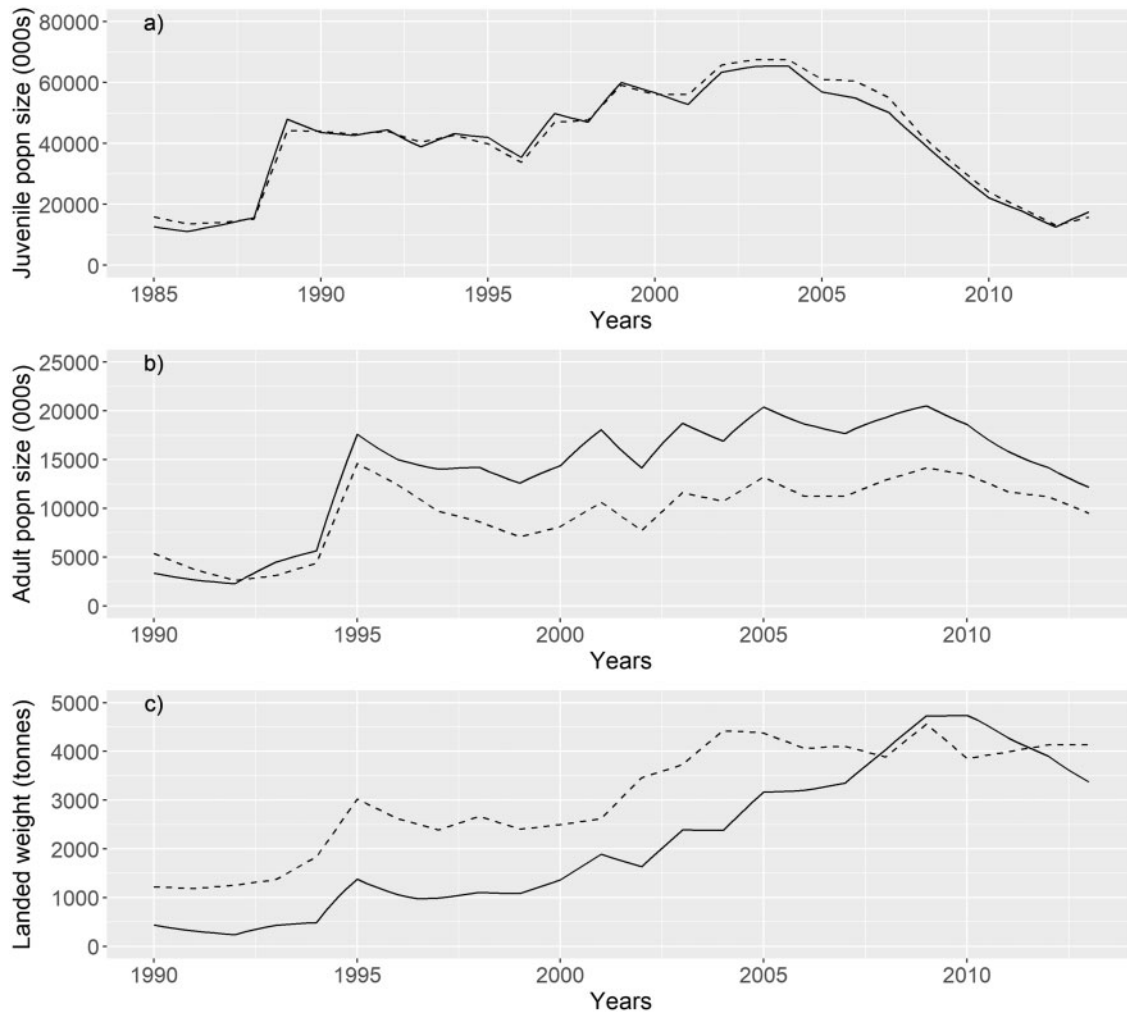 a)
Juvenile popn size (000s)
80000
60000
40000
20000
0
1985 1990 1995 2000 2005 2010
Years
b)
Adult popn size (000s)
25000
20000
15000
10000
5000
0
1990 1995 2000 2005 2010
Years
c)
Landed weight (tonnes)
5000
4000
3000
2000
1000
0
1990 1995 2000 2005 2010
Years